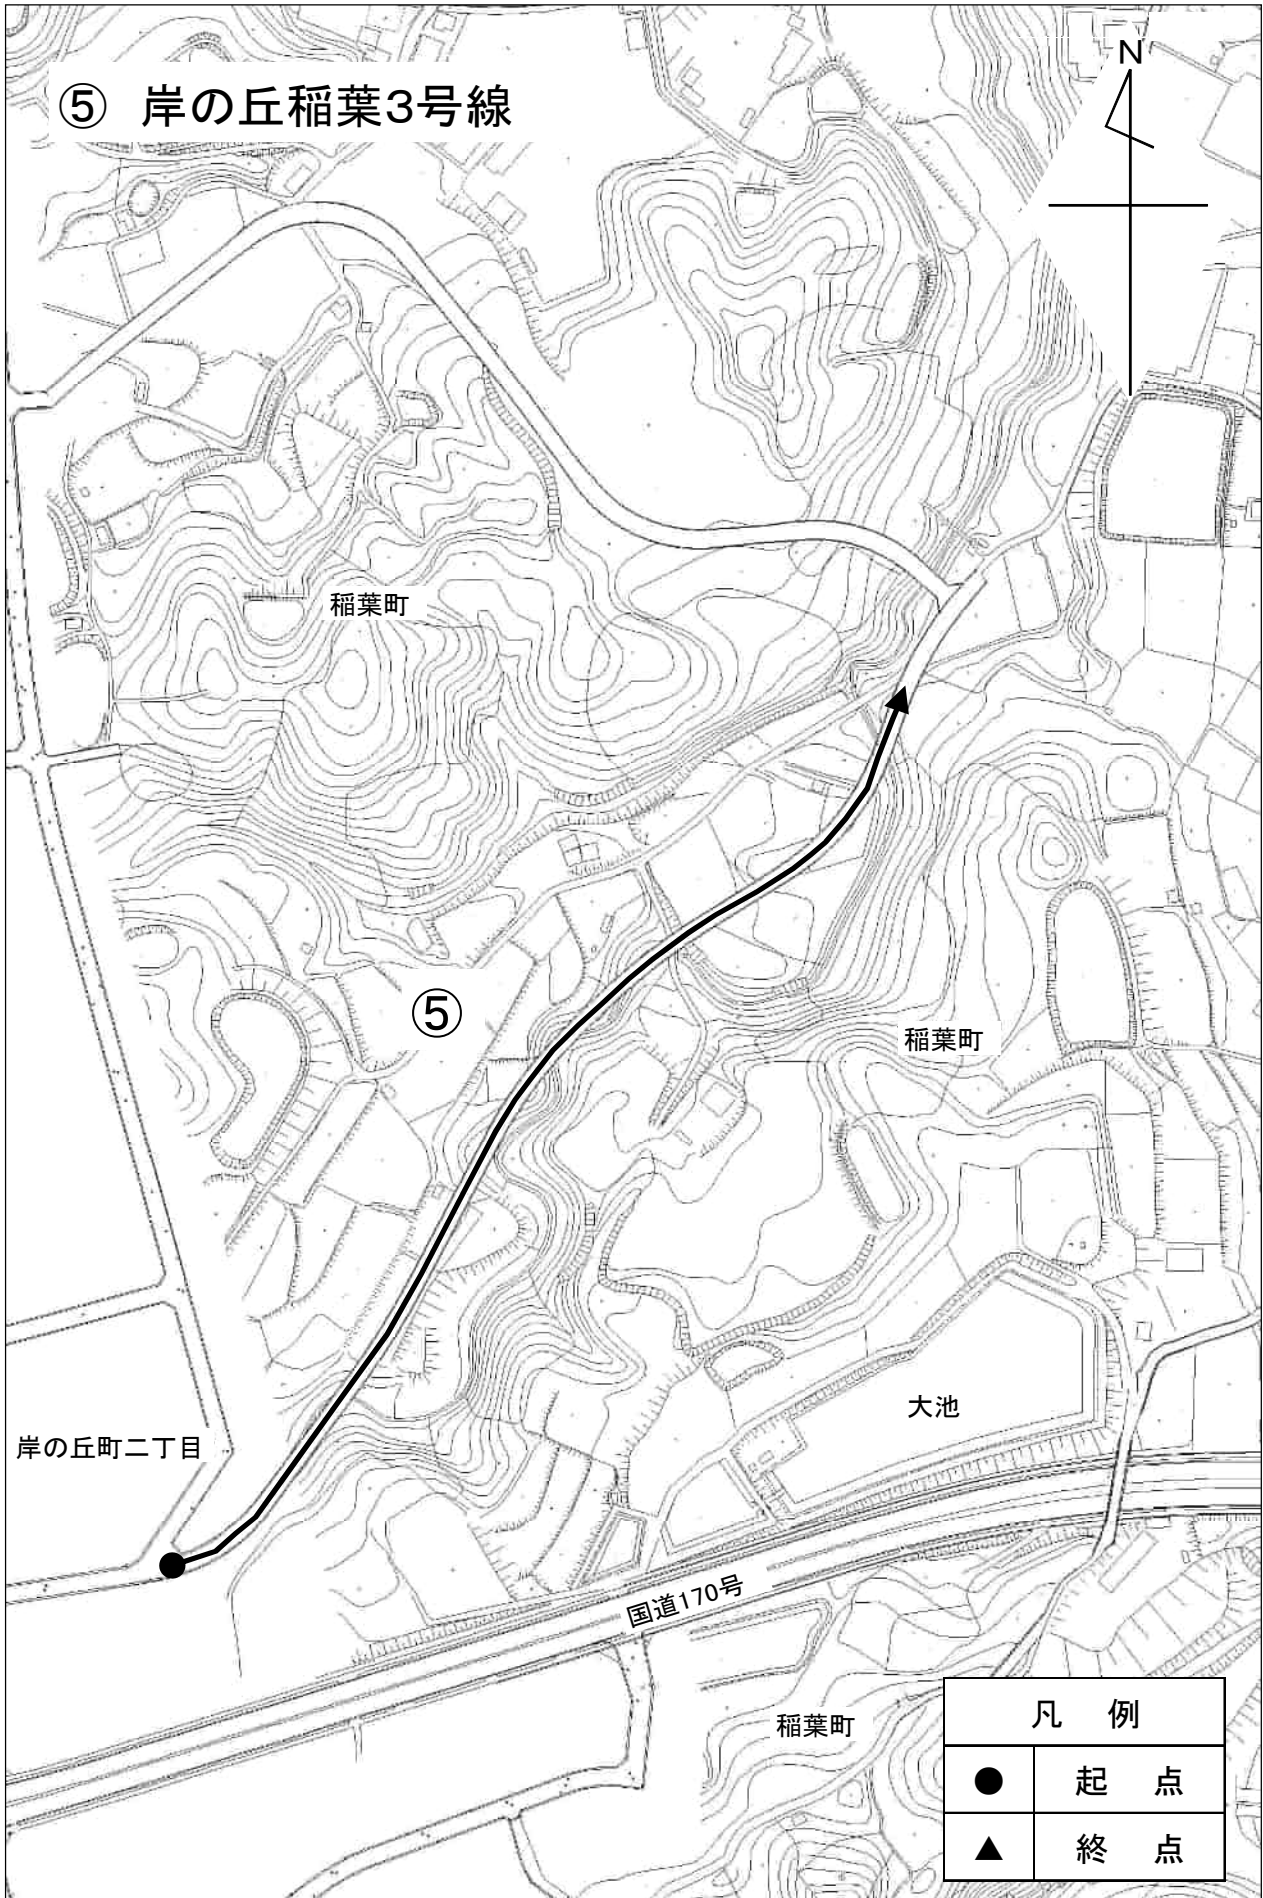 N
⑤ 岸の丘稲葉3号線
稲葉町
⑤
稲葉町
大池
岸の丘町二丁目
国道170号
稲葉町
凡 例
● 起 点
▲ 終 点